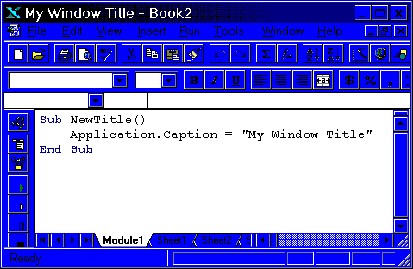 My Window Title - Book2
File Edit View Insert Run Tools Window Help
Sub NewTitle()
Application.Caption = "My Window Title"
End Sub
Module1 Sheet1 Sheet2
Ready